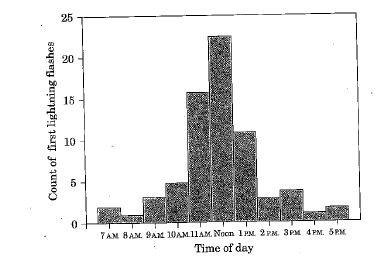 25
20
15
10
5
0
Count of first lightning flashes
7 A.M. 8 A.M. 9 A.M. 10 A.M. 11 A.M. Noon 1 P.M. 2 P.M. 3 P.M. 4 P.M. 5 P.M.
Time of day